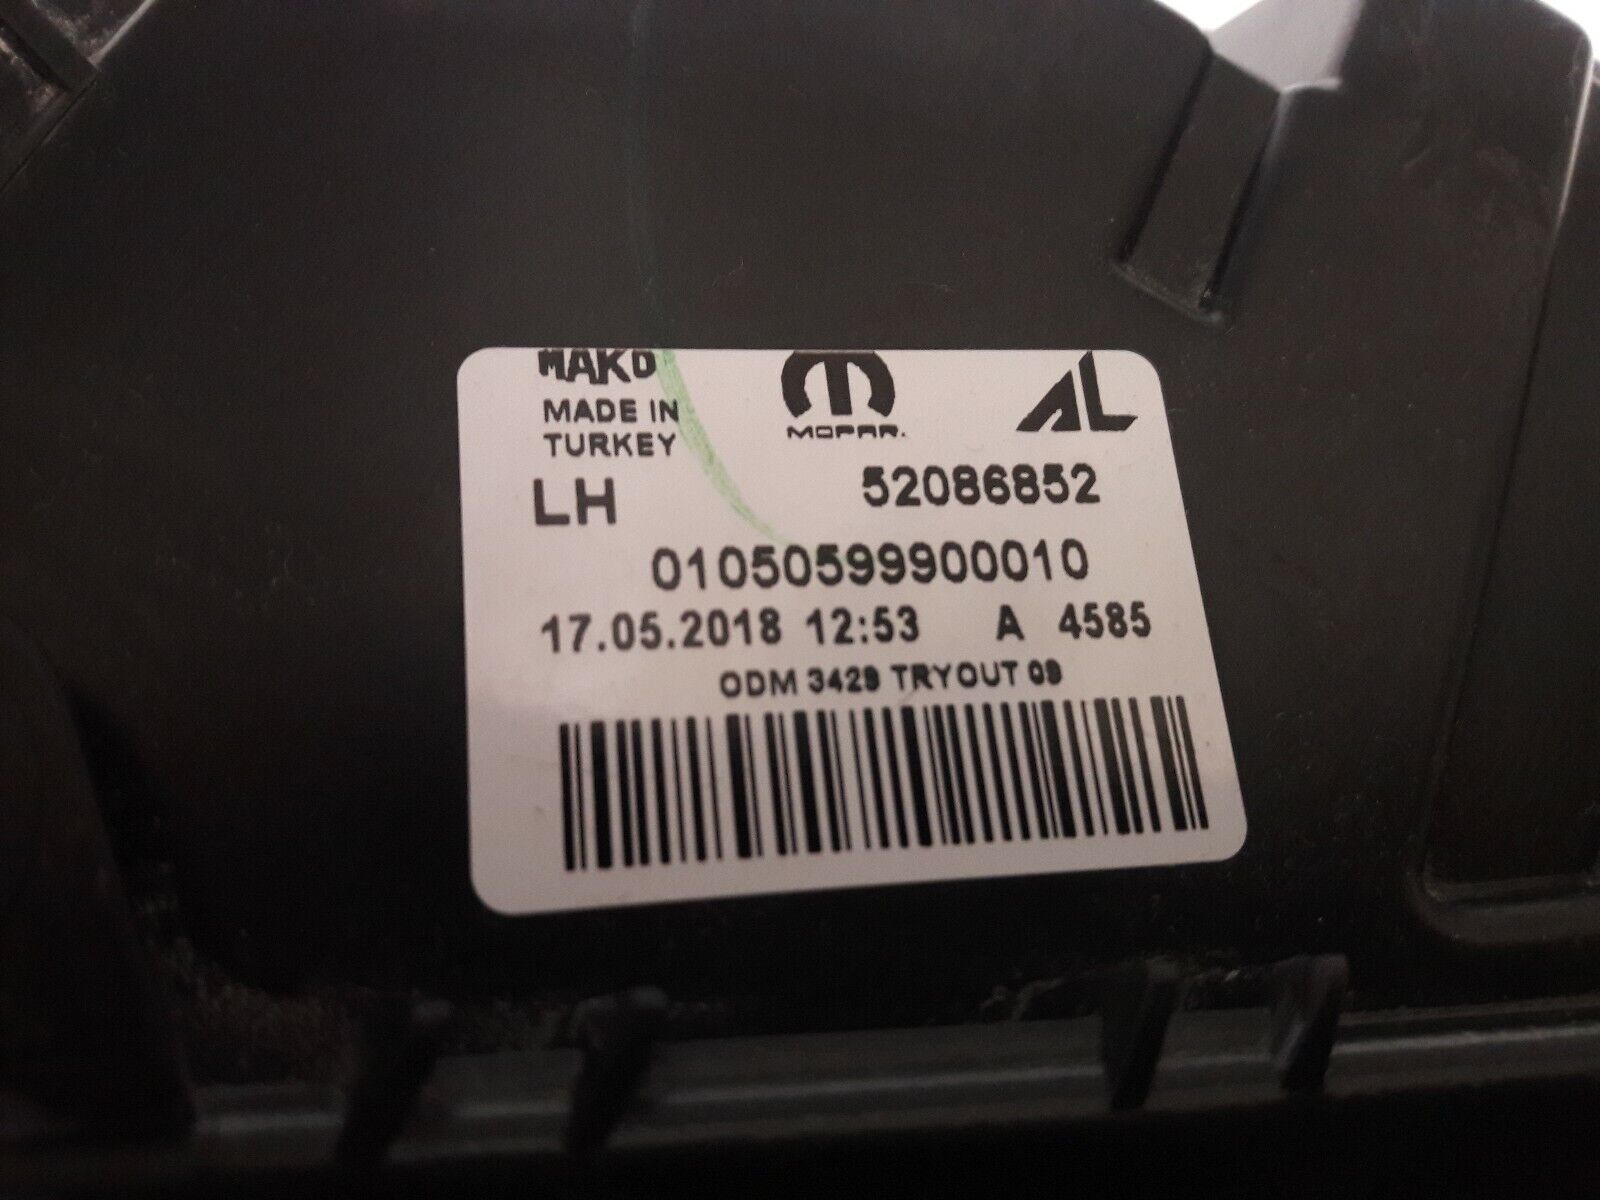 MAKO
MADE IN
TURKEY
MOPAR.
AL
LH
52086852
01050599900010
17.05.2018 12:53 A 4585
ODM 3429 TRYOUT 09